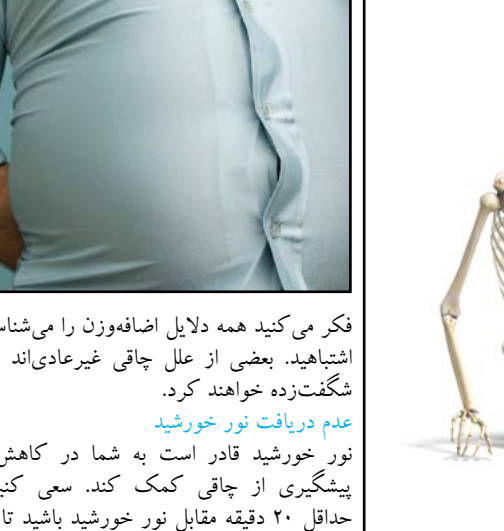 فکر می‌کنید همه دلایل اضافه‌وزن را می‌شناس
اشتباهید. بعضی از علل چاقی غیرعادی‌اند
شگفت‌زده خواهند کرد.
عدم دریافت نور خورشید
نور خورشید قادر است به شما در کاهش
پیشگیری از چاقی کمک کند. سعی کنی
حداقل ۲۰ دقیقه مقابل نور خورشید باشید تا